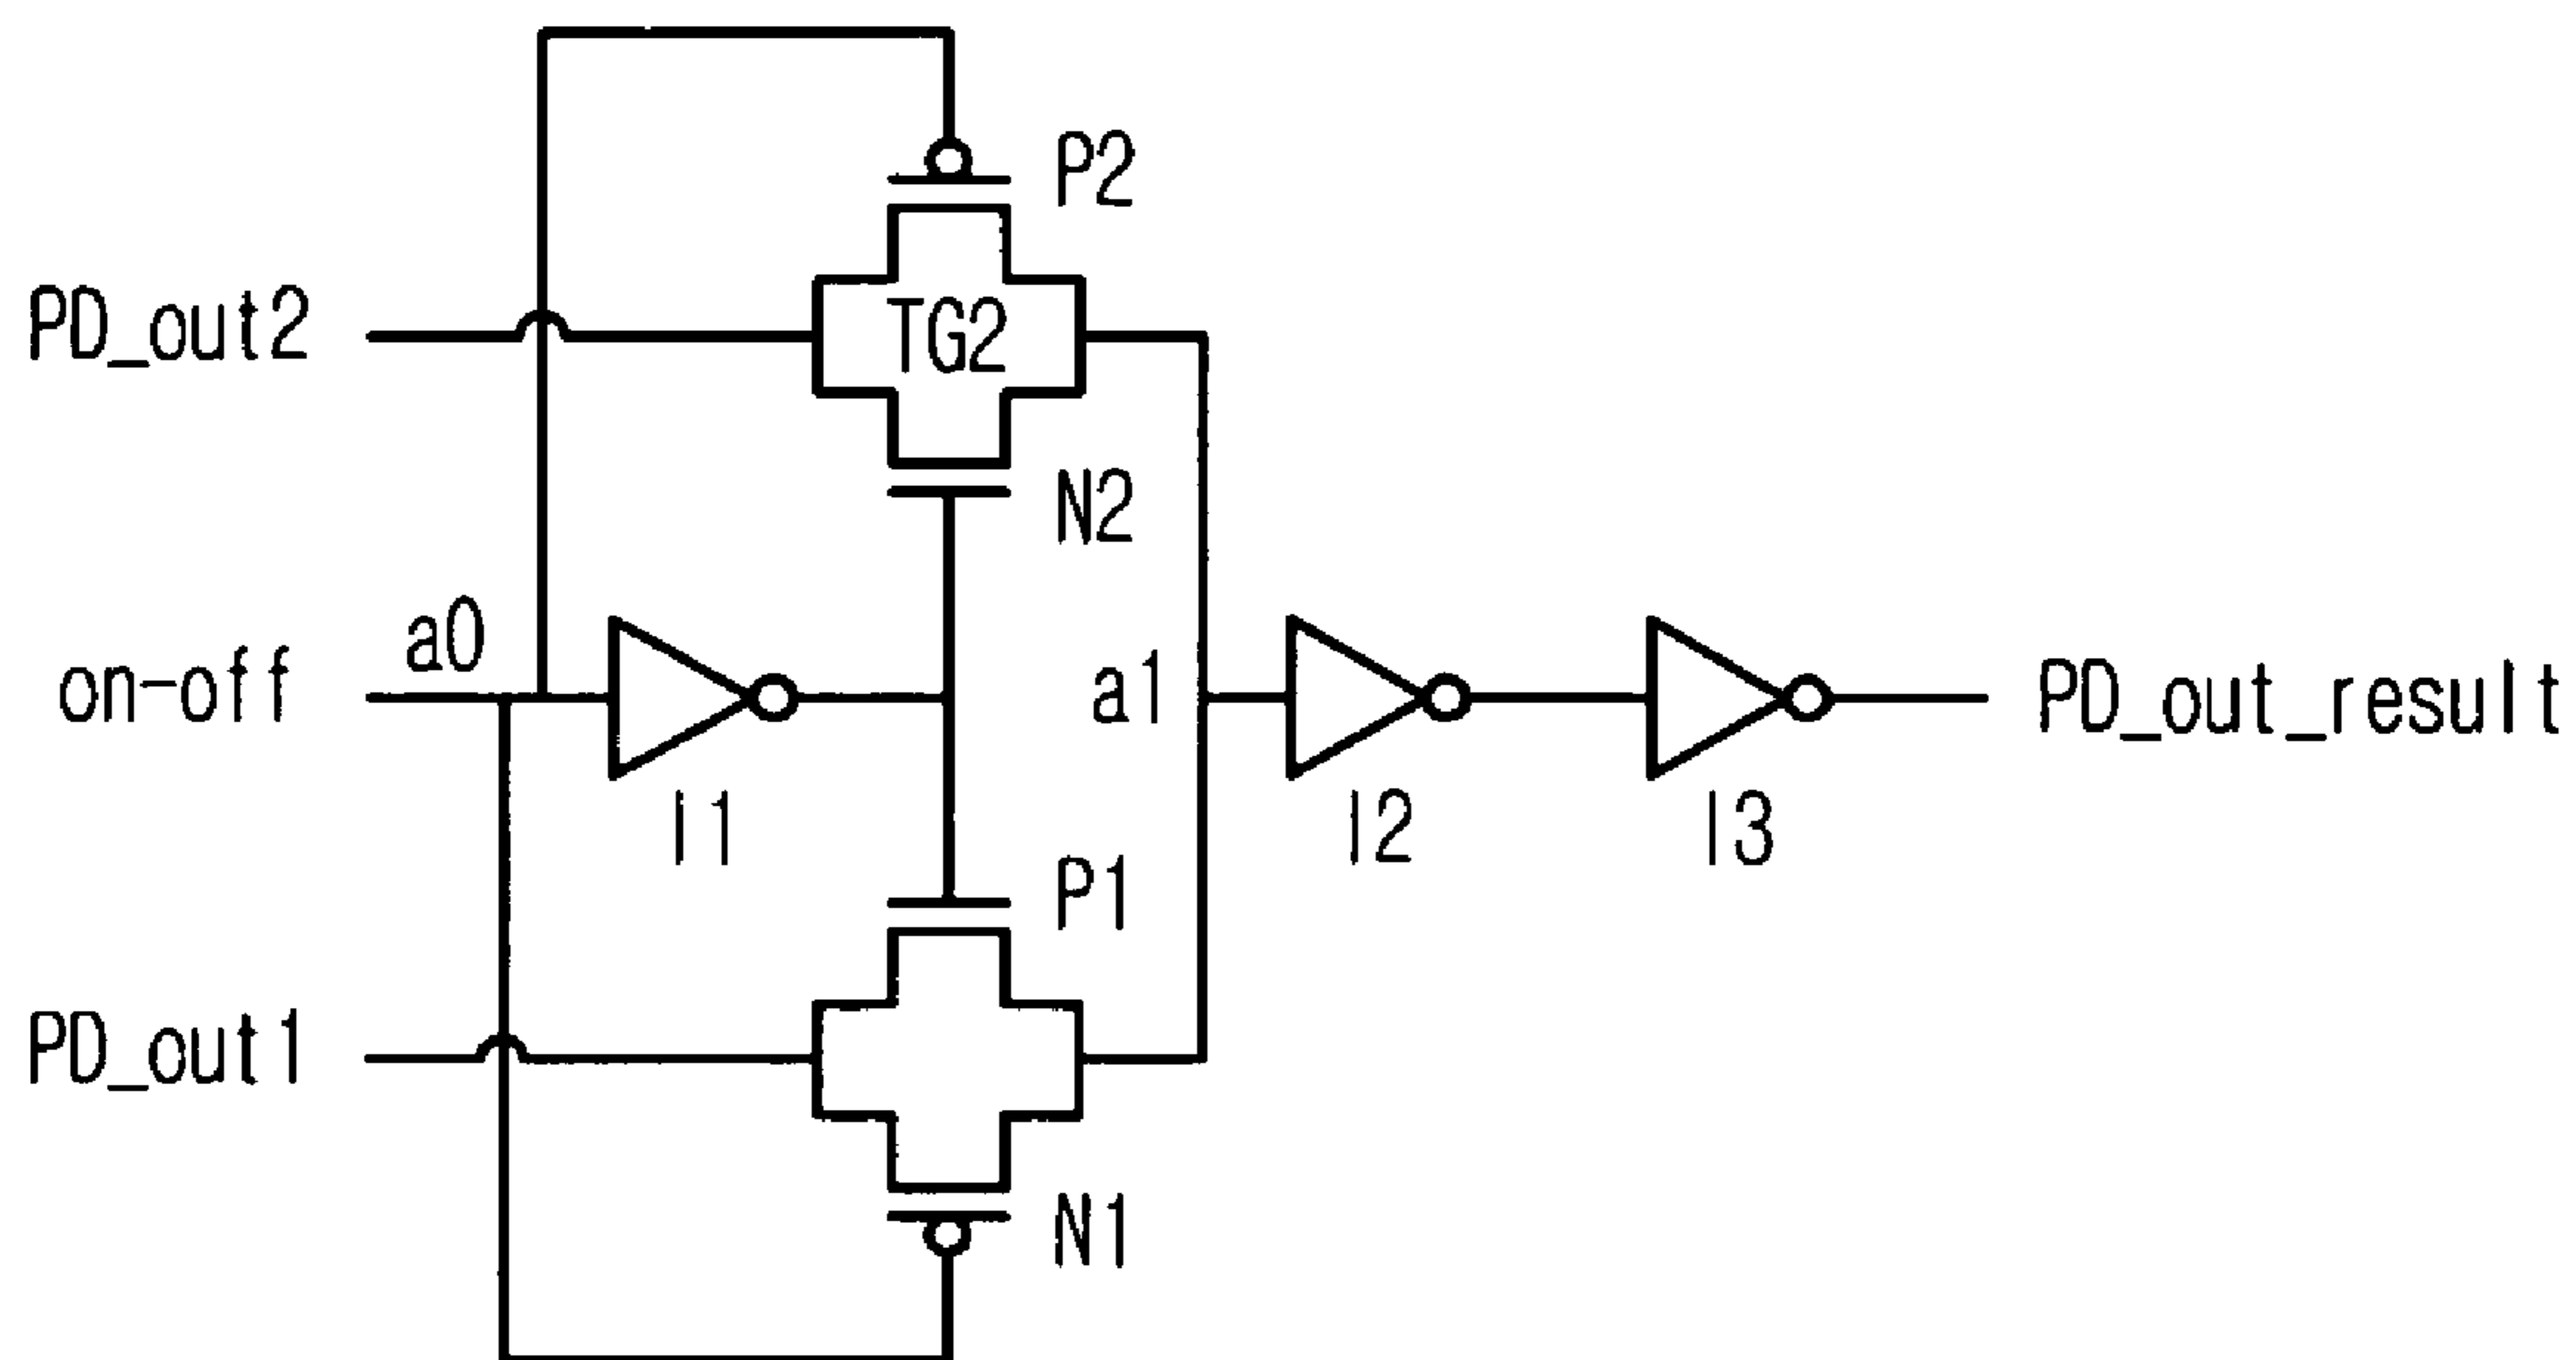 P2
PD_out2
TG2
N2
a0
on-off
a1
PD_out_result
I1
I2
I3
P1
PD_out1
N1